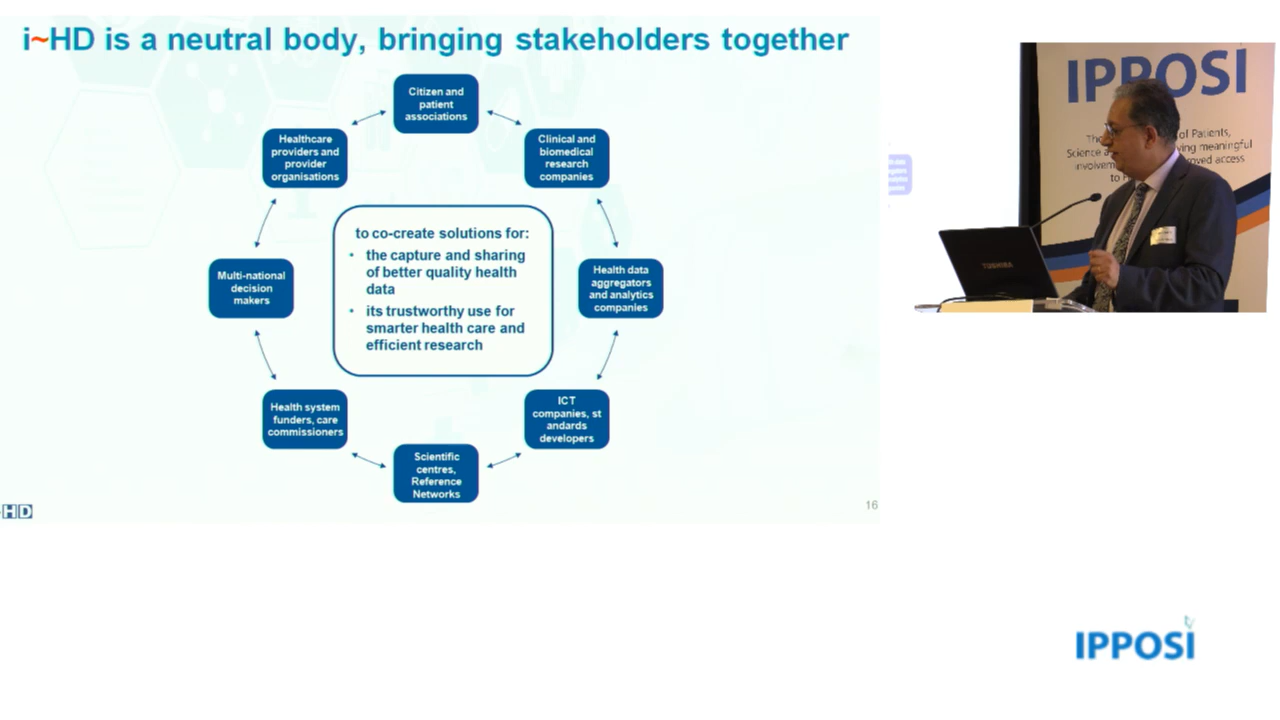 i~HD is a neutral body, bringing stakeholders together
Citizen and
patient
associations
Healthcare
providers and
provider
organisations
Clinical and
biomedical
research
companies
to co-create solutions for:
• the capture and sharing
of better quality health
data
• its trustworthy use for
smarter health care and
efficient research
Multi-national
decision
makers
Health data
aggregators
and analytics
companies
Health system
funders, care
commissioners
ICT
companies, st
andards
developers
Scientific
centres,
Reference
Networks
HD
16
IPPOSI
of Patients,
Science
meaningful
access
to
TOSHIBA
IPPOSI